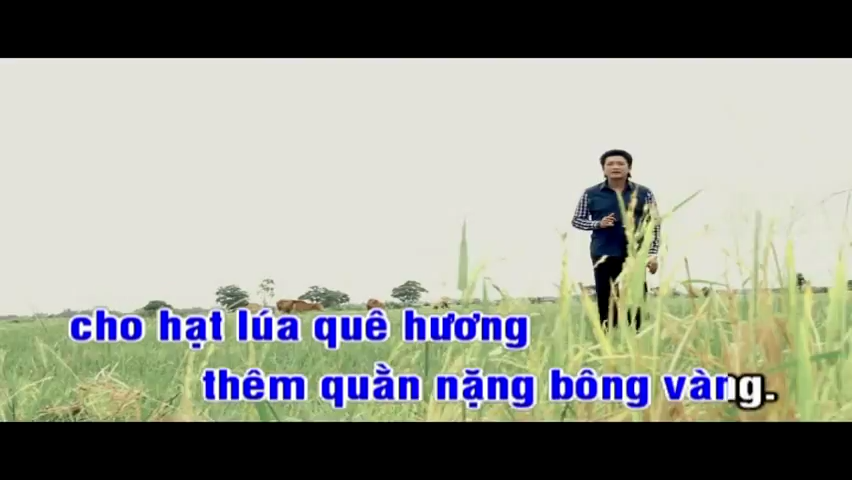 cho hạt lúa quê hương
thêm quằn nặng bông vàng.